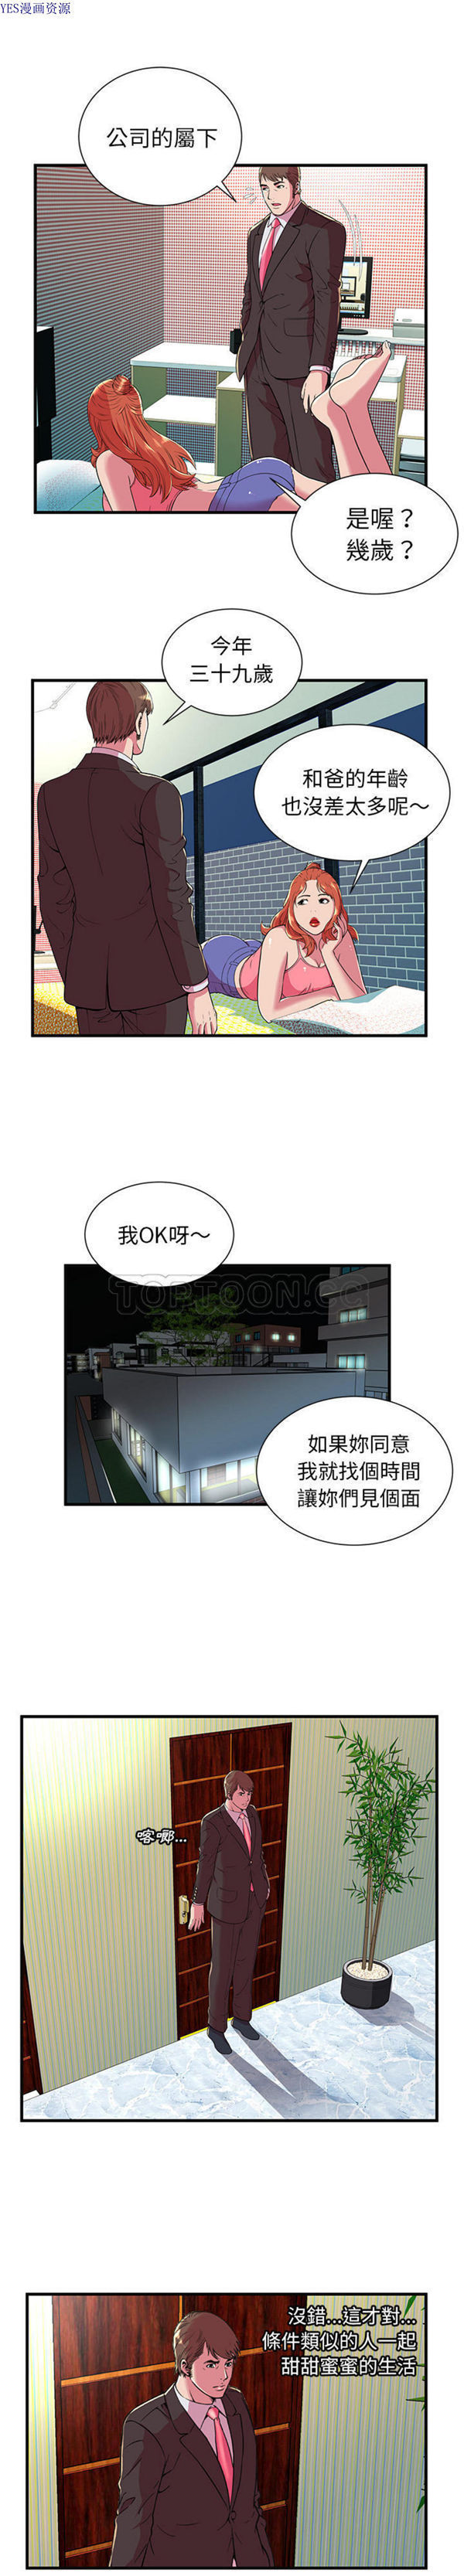 YES漫画资源
公司的屬下
是喔？
幾歲？
今年
三十九歲
和爸的年齡
也沒差太多呢～
我OK呀～
TOPTOON.CC
如果妳同意
我就找個時間
讓妳們見個面
喀啷...
沒錯...這才對...
條件類似的人一起
甜甜蜜蜜的生活